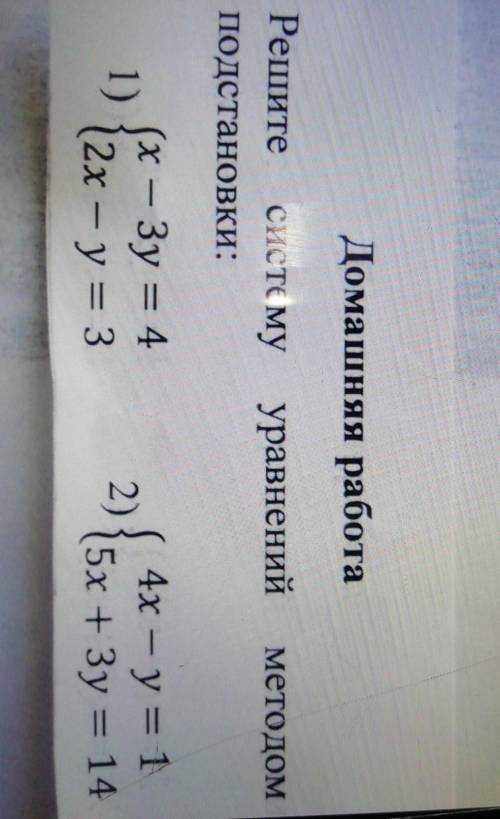 Домашняя работа
Решите систему уравнений методом
подстановки:
1) {x − 3y = 4 2) { 4x − y = 1
{2x − y = 3 {5x + 3y = 14